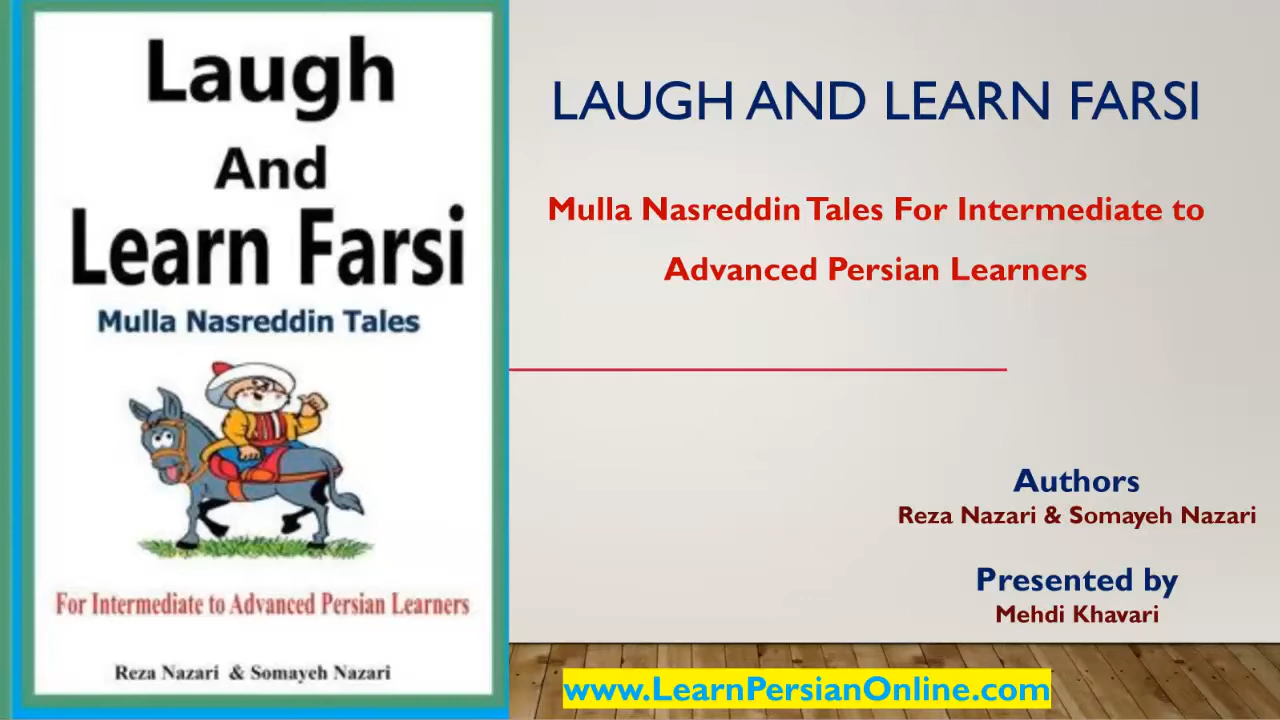 Laugh
And
Learn Farsi
Mulla Nasreddin Tales
For Intermediate to Advanced Persian Learners
Reza Nazari & Somayeh Nazari
LAUGH AND LEARN FARSI
Mulla Nasreddin Tales For Intermediate to
Advanced Persian Learners
Authors
Reza Nazari & Somayeh Nazari
Presented by
Mehdi Khavari
www.LearnPersianOnline.com